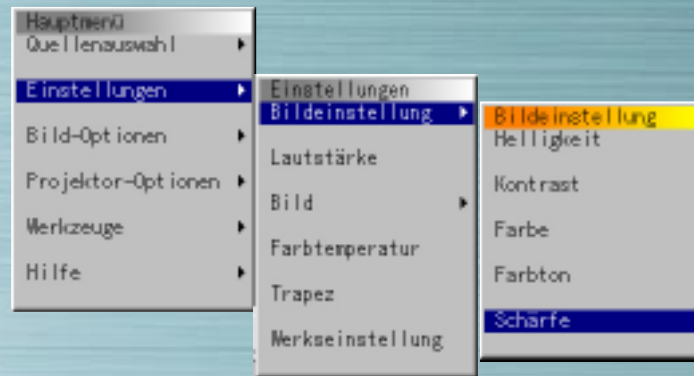 Hauptmenü
Quellenauswahl
Einstellungen
Bild-Optionen
Projektor-Optionen
Werkzeuge
Hilfe
Einstellungen
Bildeinstellung
Lautstärke
Bild
Farbtemperatur
Trapez
Werkseinstellung
Bildeinstellung
Helligkeit
Kontrast
Farbe
Farbton
Schärfe